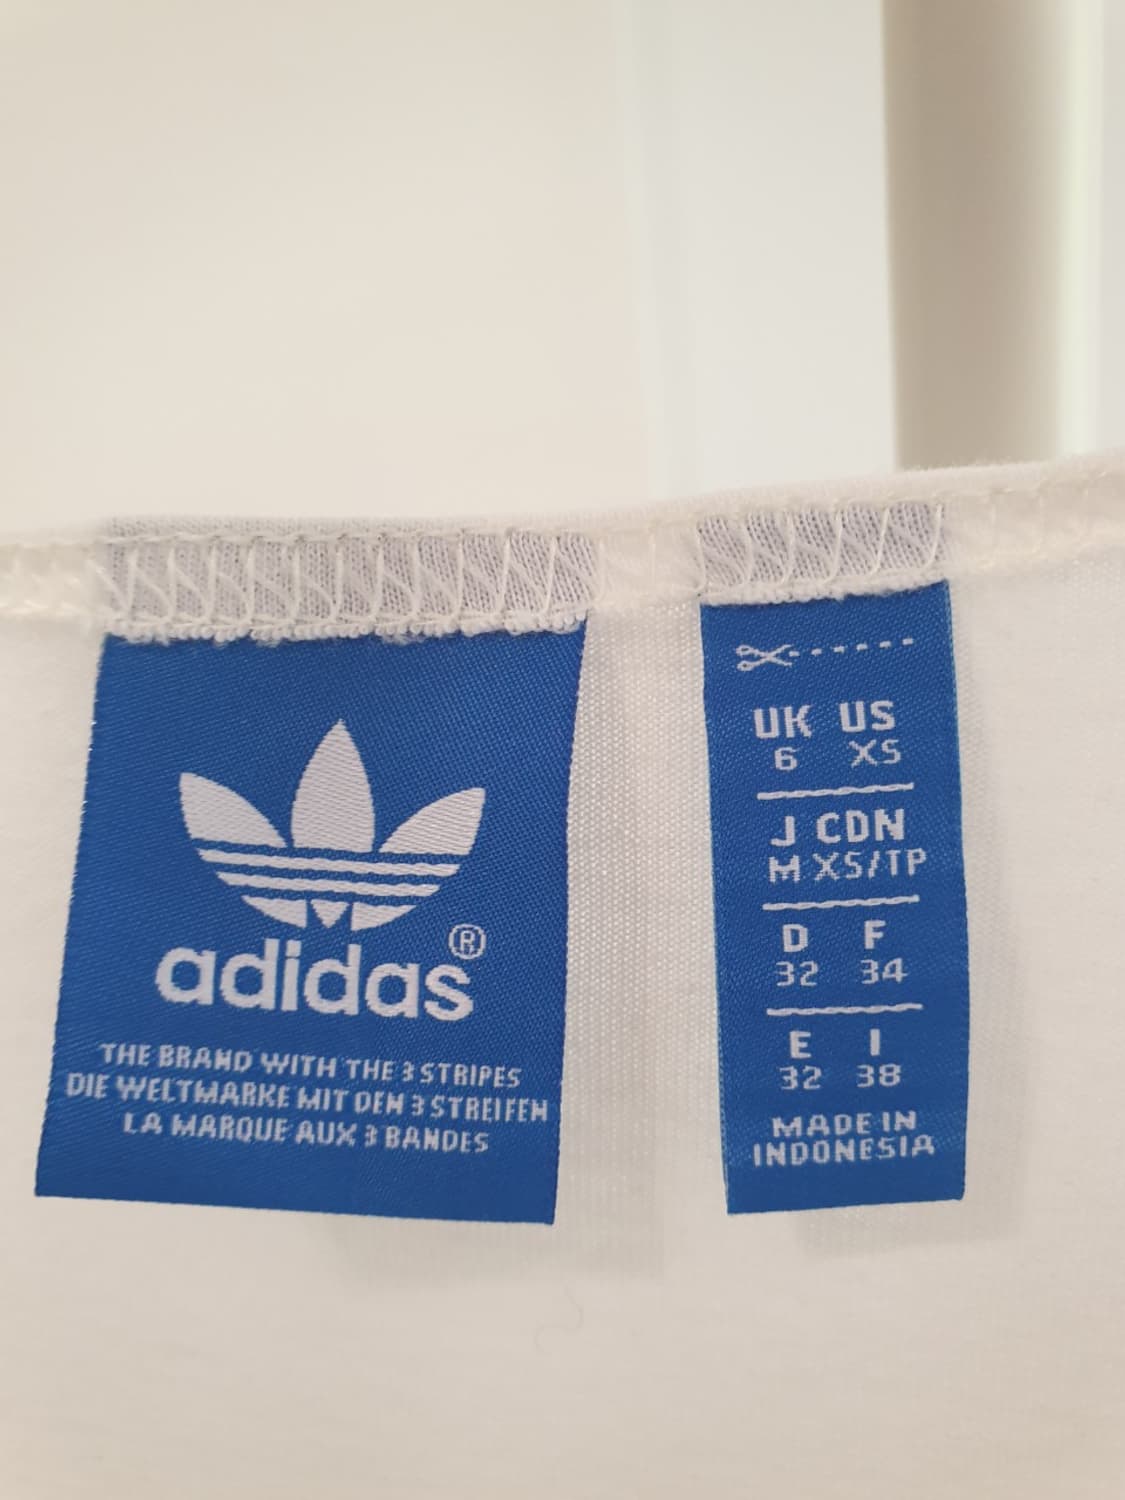 adidas®
THE BRAND WITH THE 3 STRIPES
DIE WELTMARKE MIT DEN 3 STREIFEN
LA MARQUE AUX 3 BANDES
UK US
6 XS
J CDN
M XS/TP
D F
32 34
E I
32 38
MADE IN
INDONESIA